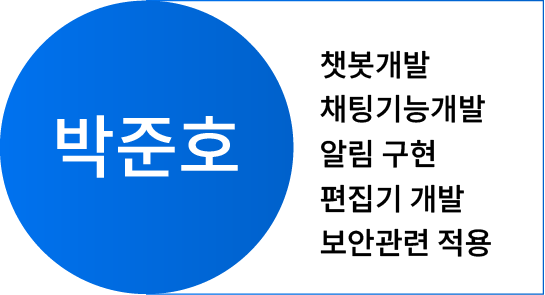 박준호
챗봇개발
채팅기능개발
알림 구현
편집기 개발
보안관련 적용